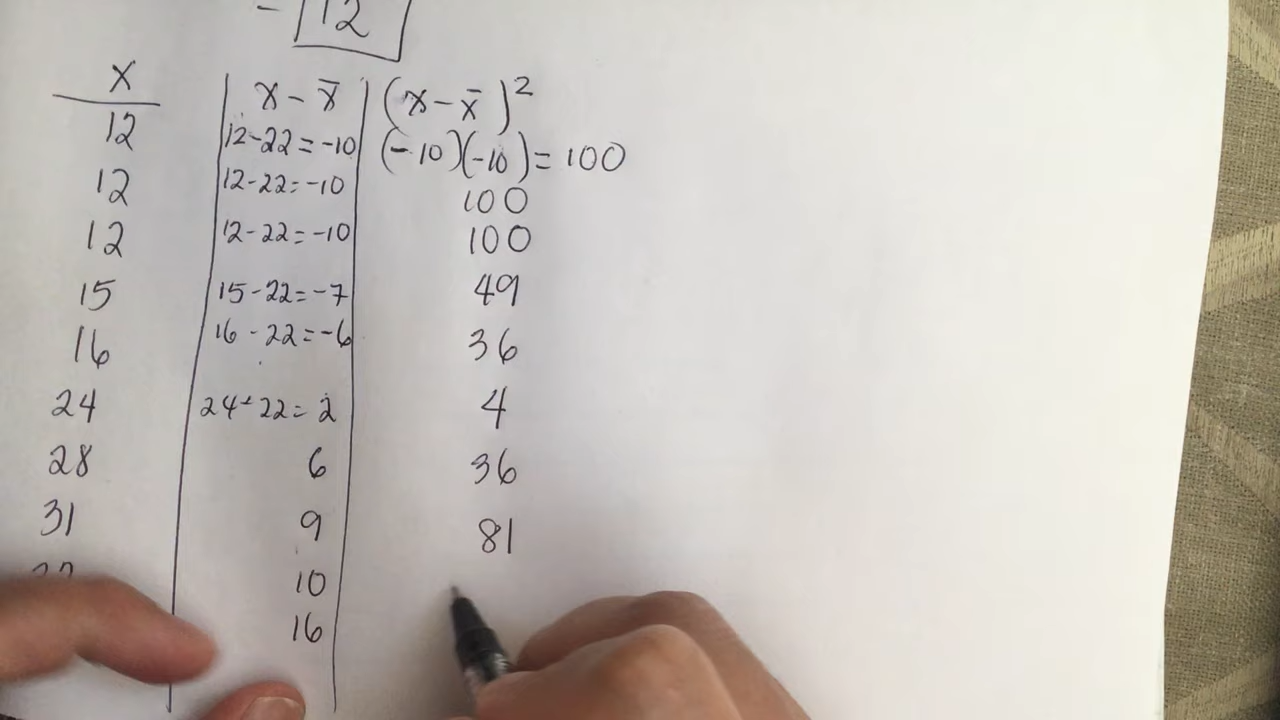 - 12
x | x - x̄ | (x - x̄)²
12 | 12-22=-10 | (-10)(-10)=100
12 | 12-22=-10 | 100
12 | 12-22=-10 | 100
15 | 15-22=-7 | 49
16 | 16-22=-6 | 36
24 | 24-22=2 | 4
28 | 6 | 36
31 | 9 | 81
10
16